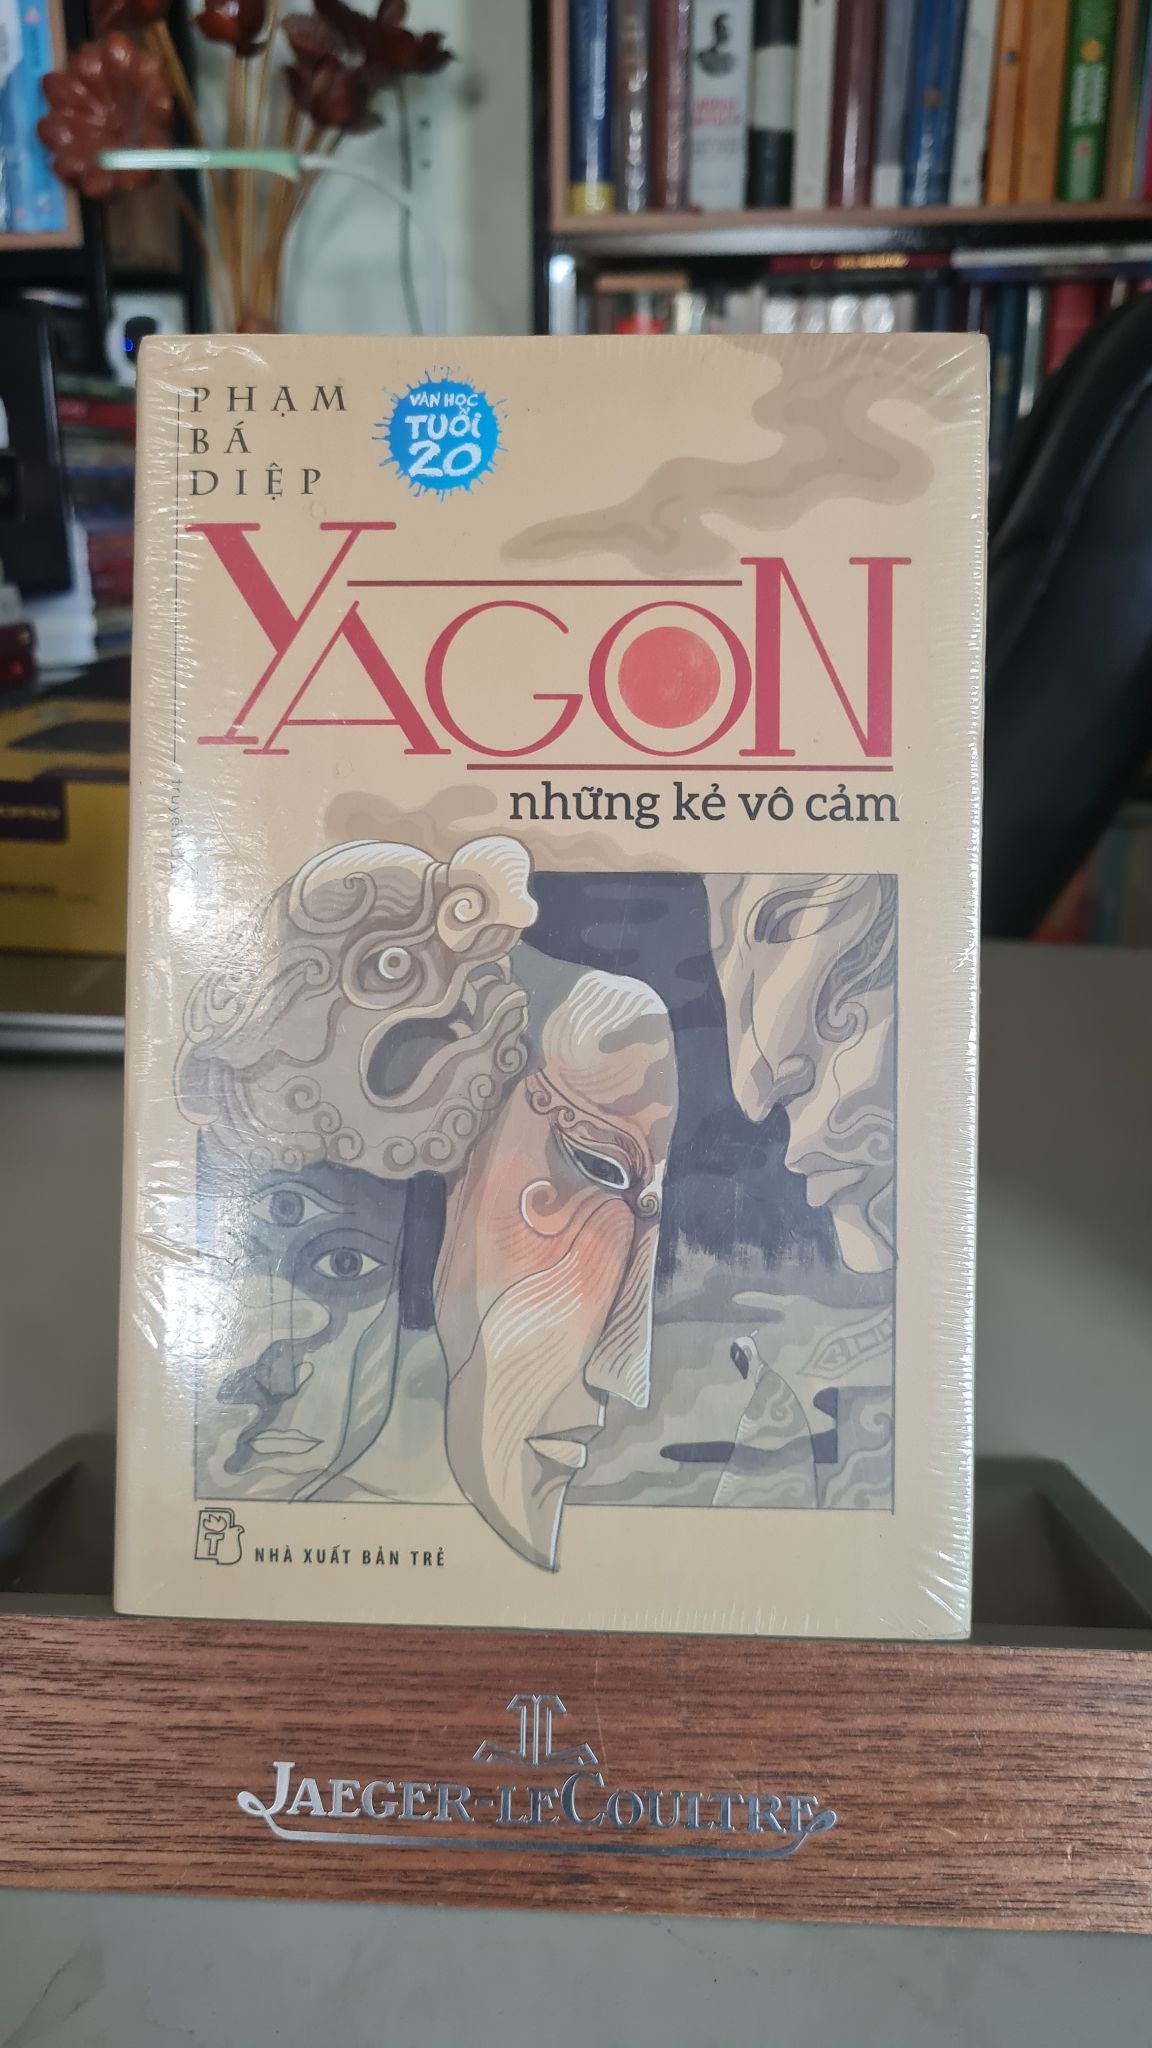 PHẠM
BÁ
DIỆP
VĂN HỌC
TUỔI
20
YAGON
những kẻ vô cảm
NHÀ XUẤT BẢN TRẺ
JAEGER-LECOULTRE